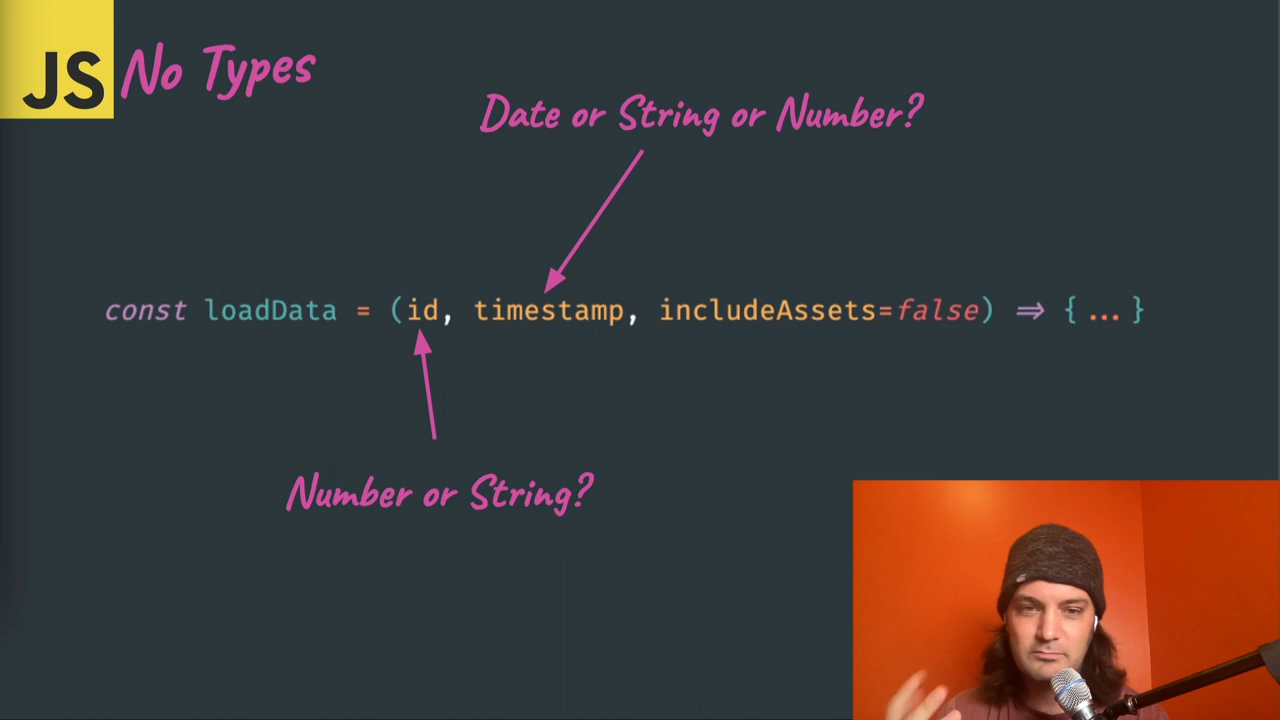 JS No Types
Date or String or Number?
const loadData = (id, timestamp, includeAssets=false) ⇒ {...}
Number or String?